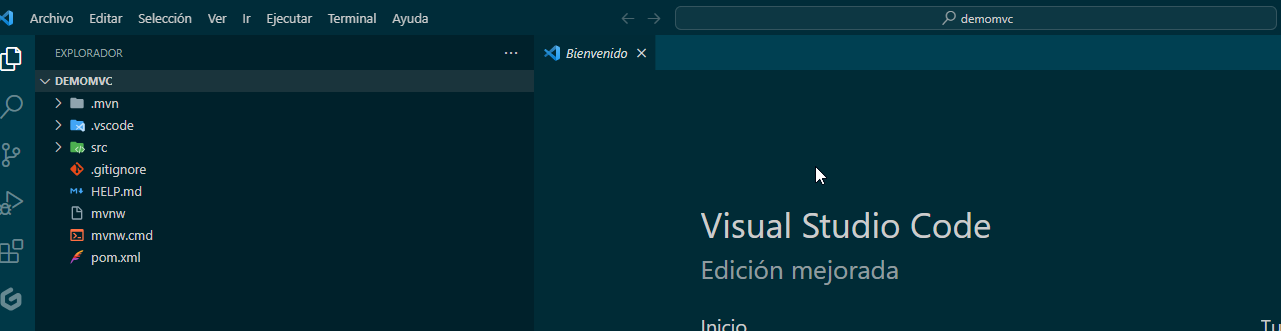 Archivo Editar Selección Ver Ir Ejecutar Terminal Ayuda demomvc
EXPLORADOR ···
Bienvenido
DEMOMVC
.mvn
.vscode
src
.gitignore
HELP.md
mvnw
mvnw.cmd
pom.xml
Visual Studio Code
Edición mejorada
Inicio
Tu